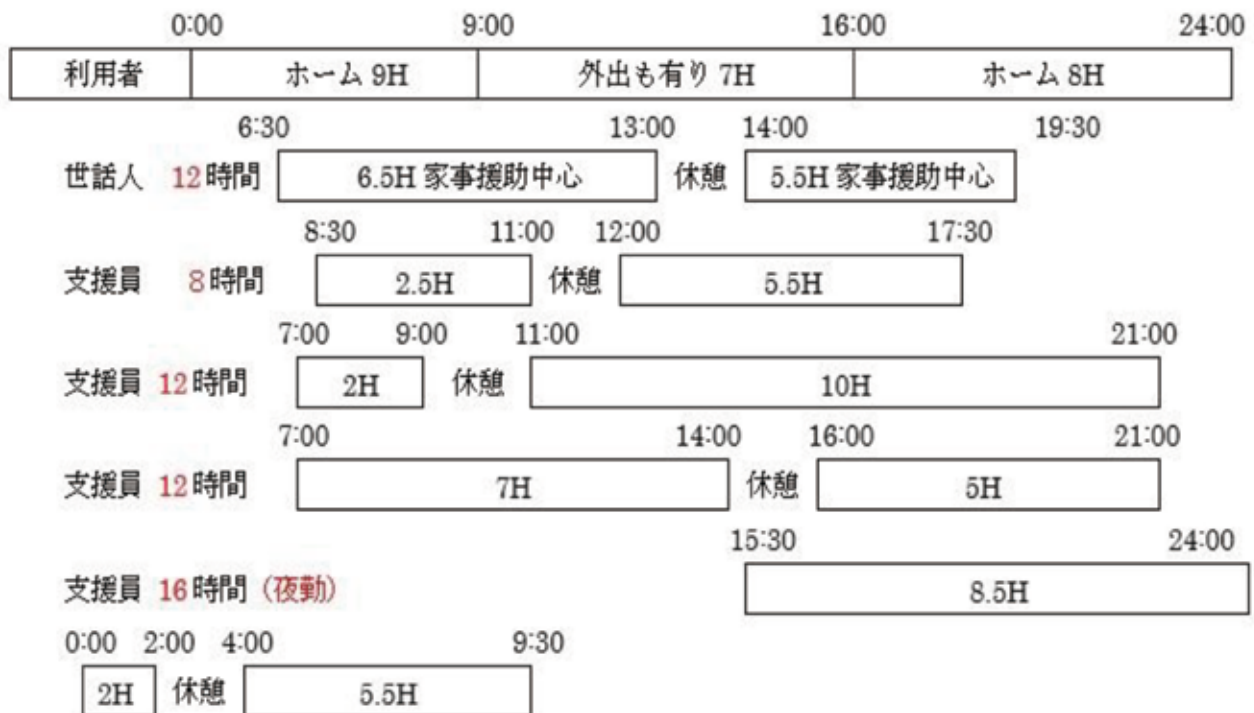 0:00 9:00 16:00 24:00
利用者 ホーム 9H 外出も有り 7H ホーム 8H
6:30 13:00 14:00 19:30
世話人 12時間 6.5H 家事援助中心 休憩 5.5H 家事援助中心
8:30 11:00 12:00 17:30
支援員 8時間 2.5H 休憩 5.5H
7:00 9:00 11:00 21:00
支援員 12時間 2H 休憩 10H
7:00 14:00 16:00 21:00
支援員 12時間 7H 休憩 5H
15:30 24:00
支援員 16時間（夜勤） 8.5H
0:00 2:00 4:00 9:30
2H 休憩 5.5H